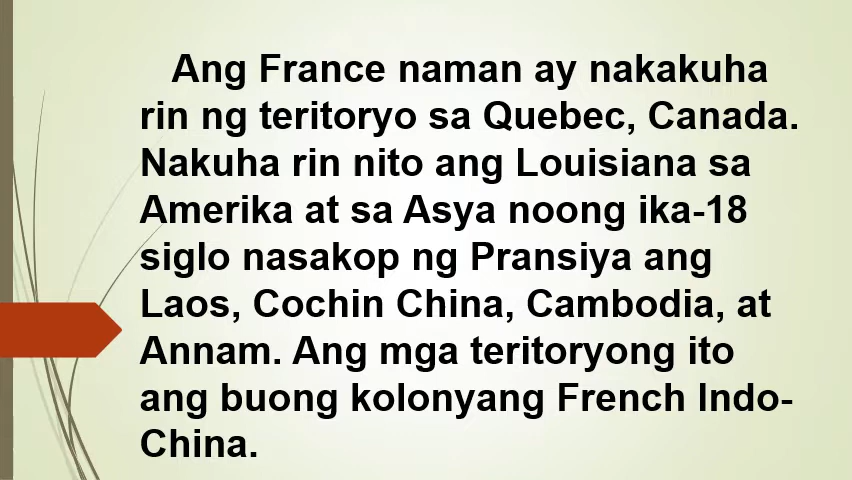 Ang France naman ay nakakuha
rin ng teritoryo sa Quebec, Canada.
Nakuha rin nito ang Louisiana sa
Amerika at sa Asya noong ika-18
siglo nasakop ng Pransiya ang
Laos, Cochin China, Cambodia, at
Annam. Ang mga teritoryong ito
ang buong kolonyang French Indo-
China.